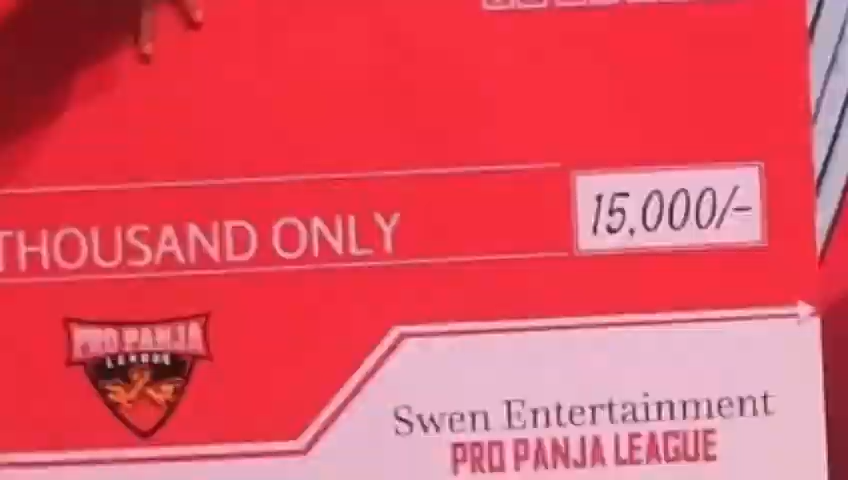 THOUSAND ONLY
15,000/-
PRO PANJA
LEAGUE
Swen Entertainment
PRO PANJA LEAGUE